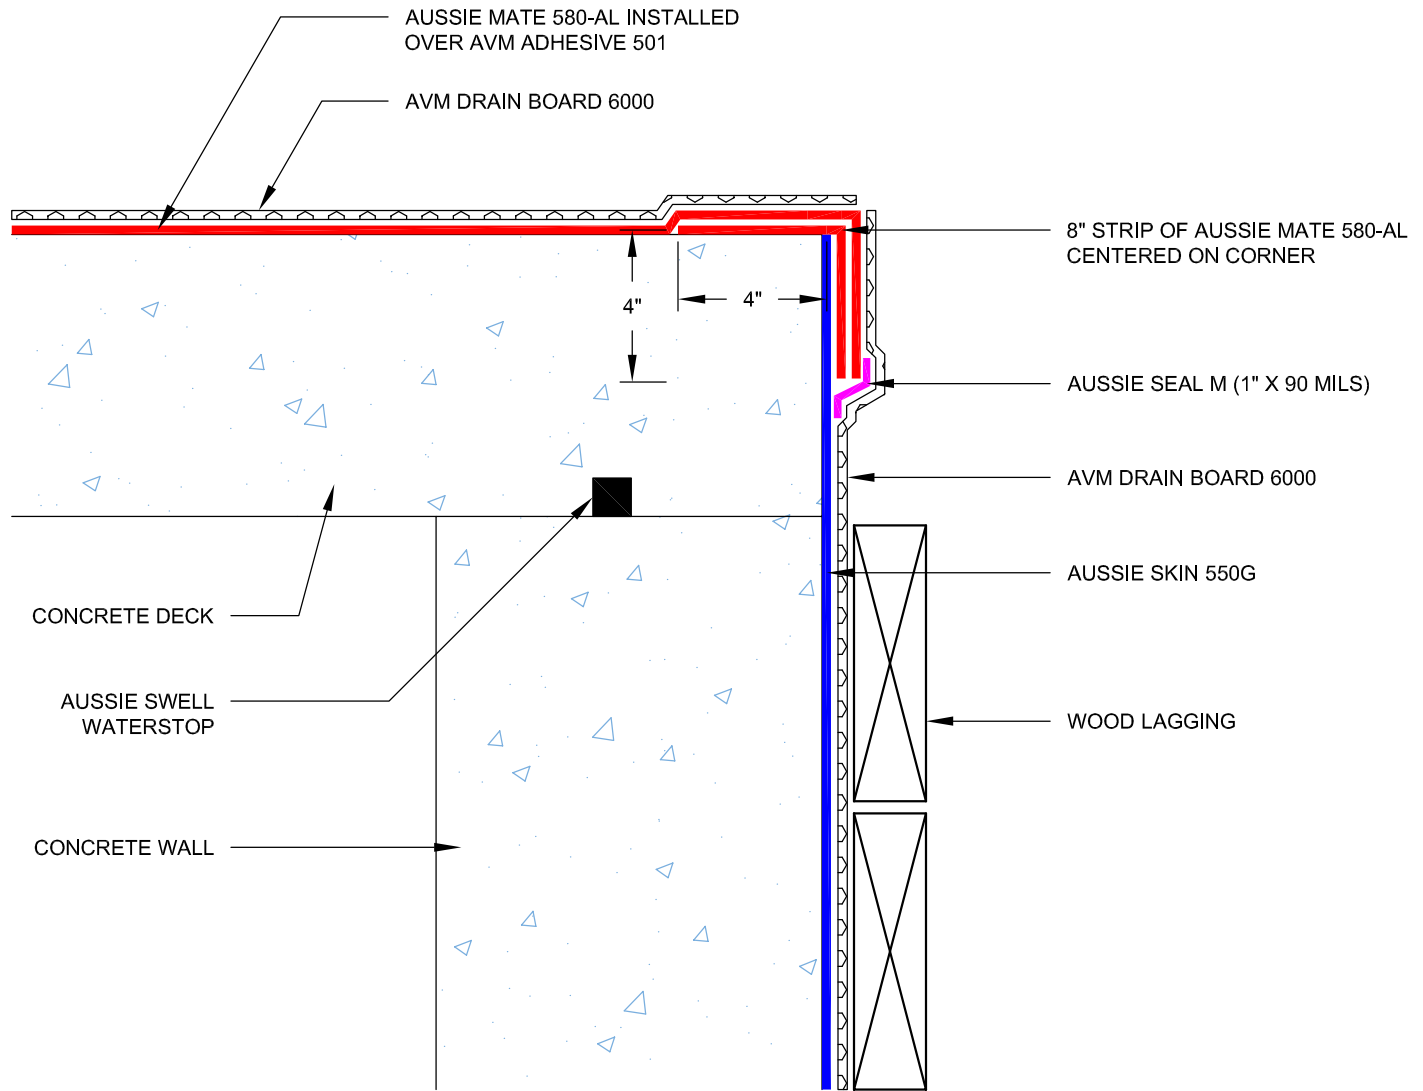 AUSSIE MATE 580-AL INSTALLED
OVER AVM ADHESIVE 501
AVM DRAIN BOARD 6000
8" STRIP OF AUSSIE MATE 580-AL
CENTERED ON CORNER
4"
4"
AUSSIE SEAL M (1" X 90 MILS)
AVM DRAIN BOARD 6000
AUSSIE SKIN 550G
CONCRETE DECK
AUSSIE SWELL
WATERSTOP
WOOD LAGGING
CONCRETE WALL